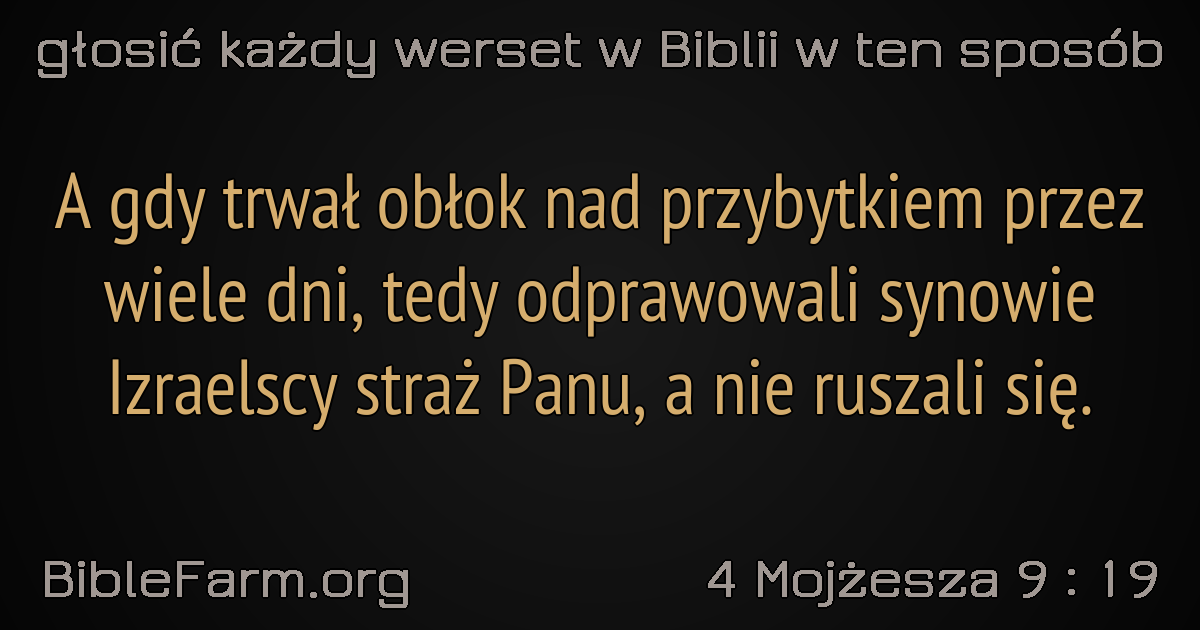 głosić każdy werset w Biblii w ten sposób
A gdy trwał obłok nad przybytkiem przez
wiele dni, tedy odprawowali synowie
Izraelscy straż Panu, a nie ruszali się.
BibleFarm.org
4 Mojżesza 9 : 19